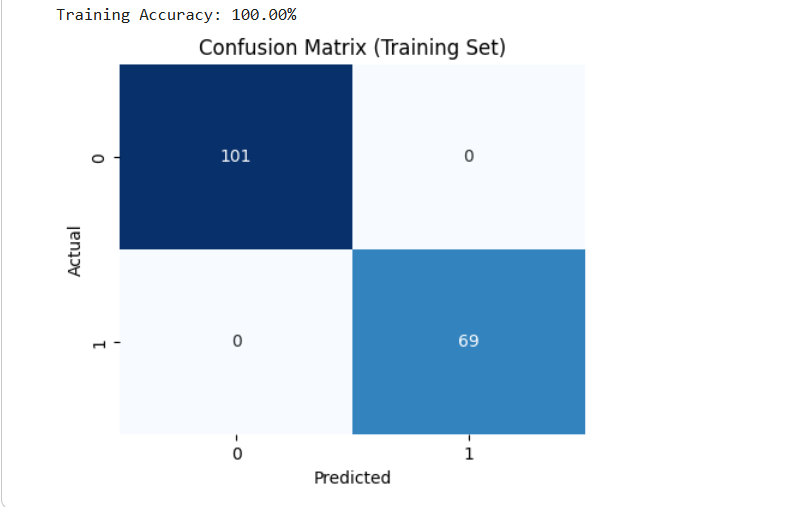 Training Accuracy: 100.00%
Confusion Matrix (Training Set)
0
101
0
Actual
1
0
69
0
1
Predicted